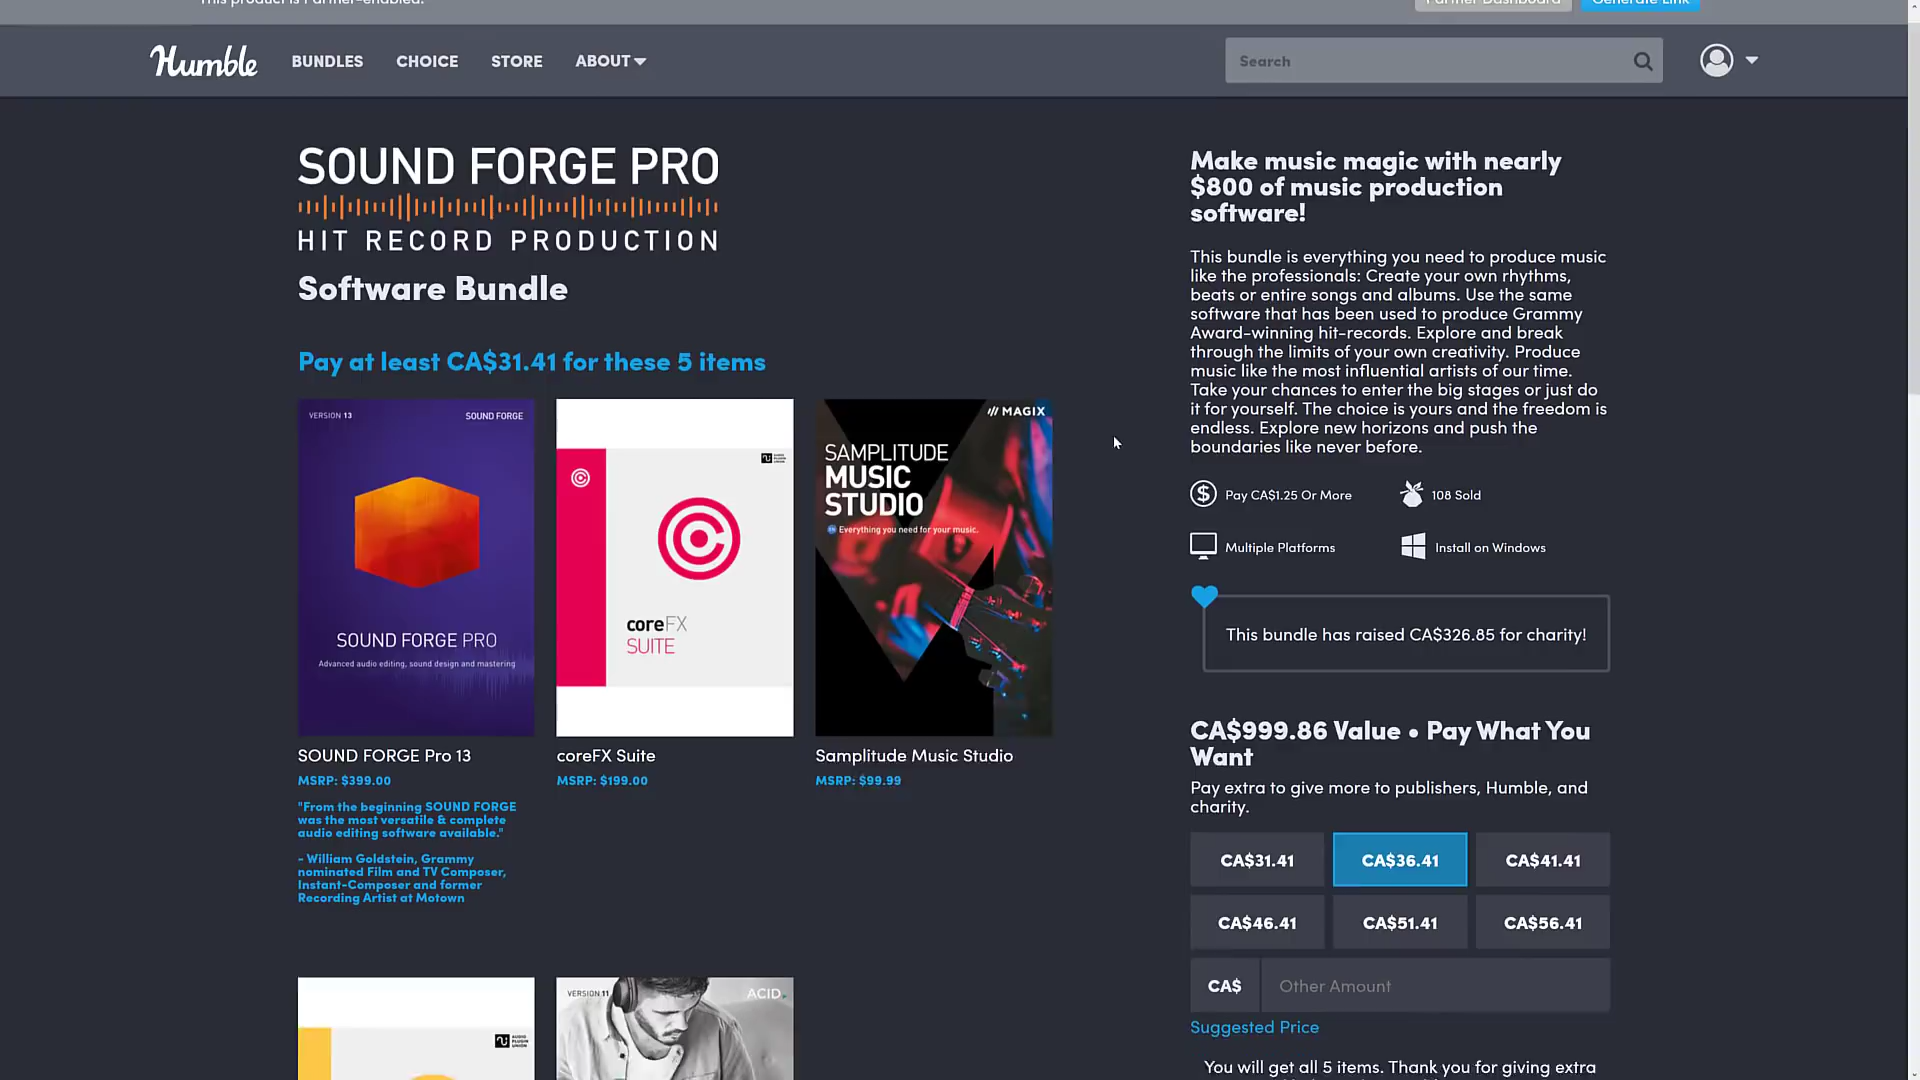 This product is Partner-enabled.
Partner Dashboard
Generate Link
Humble
BUNDLES
CHOICE
STORE
ABOUT
Search
SOUND FORGE PRO
HIT RECORD PRODUCTION
Software Bundle
Pay at least CA$31.41 for these 5 items
VERSION 13
SOUND FORGE
SOUND FORGE PRO
Advanced audio editing, sound design and mastering
coreFX
SUITE
MAGIX
SAMPLITUDE
MUSIC
STUDIO
EN Everything you need for your music.
SOUND FORGE Pro 13
MSRP: $399.00
"From the beginning SOUND FORGE
was the most versatile & complete
audio editing software available."
- William Goldstein, Grammy
nominated Film and TV Composer,
Instant-Composer and former
Recording Artist at Motown
coreFX Suite
MSRP: $199.00
Samplitude Music Studio
MSRP: $99.99
AUDIO
PLUGIN
UNION
VERSION 11
ACID
Make music magic with nearly
$800 of music production
software!
This bundle is everything you need to produce music
like the professionals: Create your own rhythms,
beats or entire songs and albums. Use the same
software that has been used to produce Grammy
Award-winning hit-records. Explore and break
through the limits of your own creativity. Produce
music like the most influential artists of our time.
Take your chances to enter the big stages or just do
it for yourself. The choice is yours and the freedom is
endless. Explore new horizons and push the
boundaries like never before.
Pay CA$1.25 Or More
108 Sold
Multiple Platforms
Install on Windows
This bundle has raised CA$326.85 for charity!
CA$999.86 Value • Pay What You
Want
Pay extra to give more to publishers, Humble, and
charity.
CA$31.41
CA$36.41
CA$41.41
CA$46.41
CA$51.41
CA$56.41
CA$
Other Amount
Suggested Price
You will get all 5 items. Thank you for giving extra